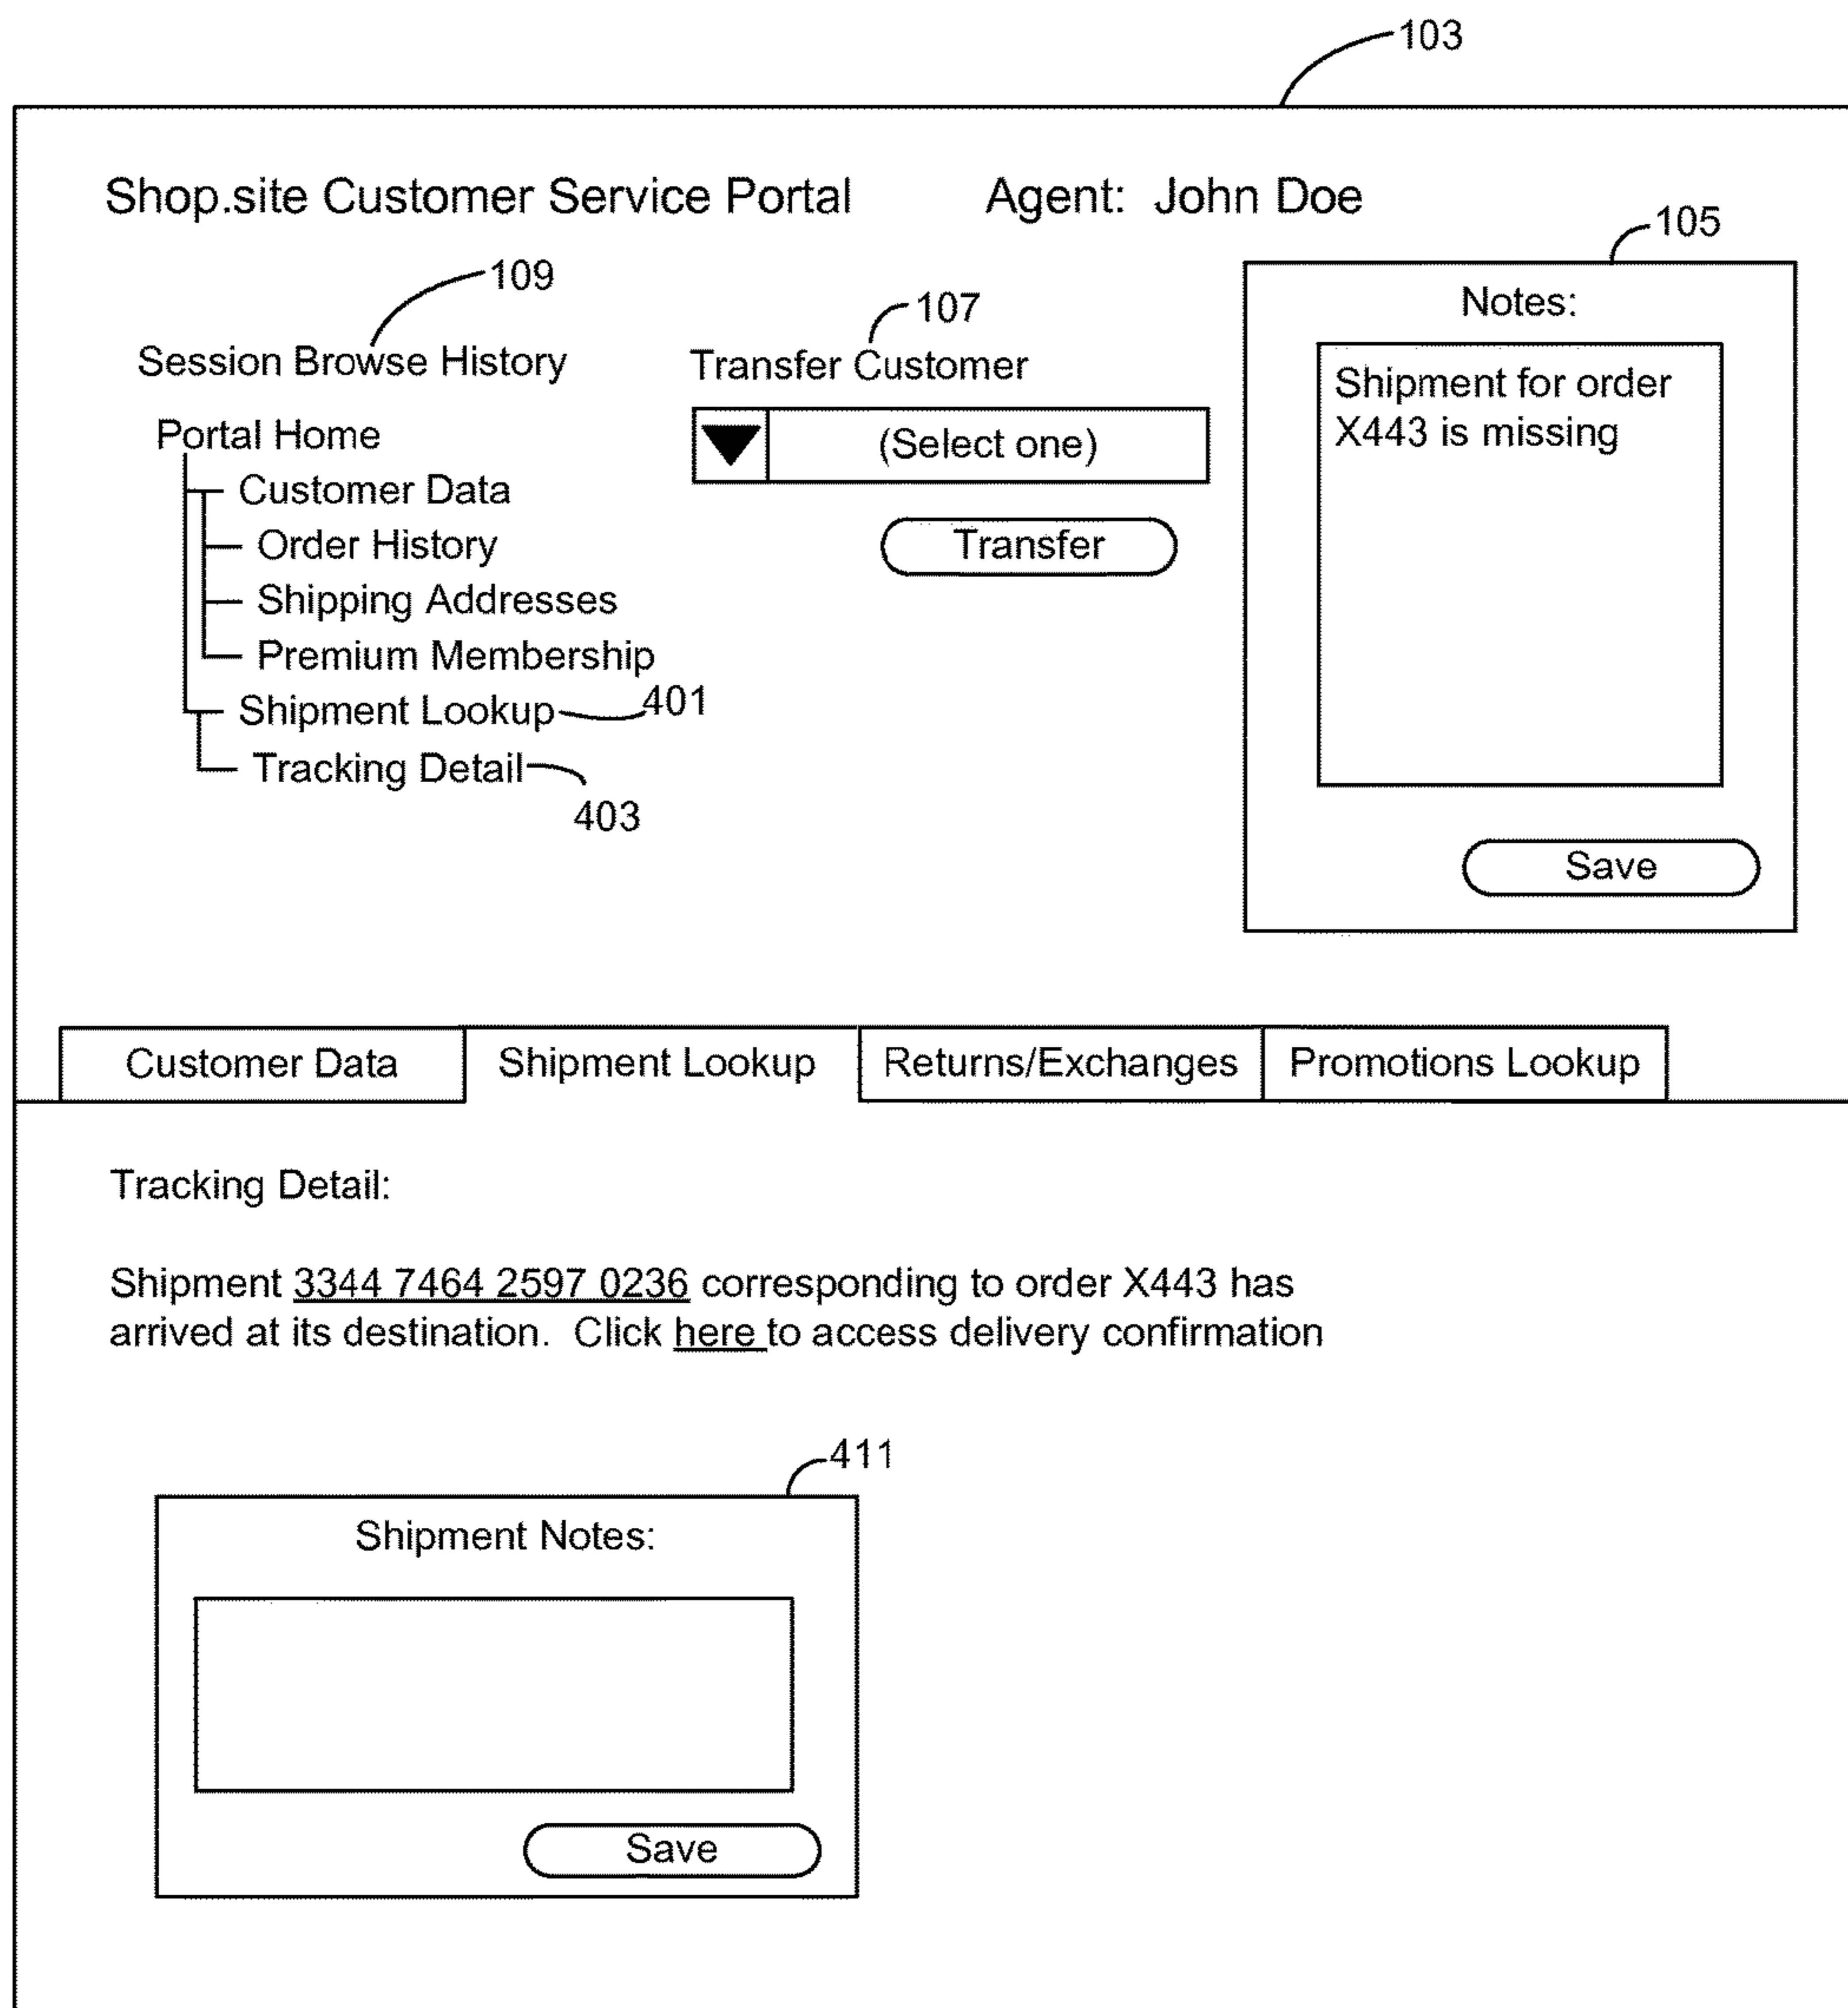 103
Shop.site Customer Service Portal
Agent: John Doe
105
109
107
Notes:
Session Browse History
Transfer Customer
Shipment for order
X443 is missing
Portal Home
(Select one)
Customer Data
Order History
Transfer
Shipping Addresses
Premium Membership
Shipment Lookup
401
Tracking Detail
403
Save
Customer Data
Shipment Lookup
Returns/Exchanges
Promotions Lookup
Tracking Detail:
Shipment 3344 7464 2597 0236 corresponding to order X443 has
arrived at its destination. Click here to access delivery confirmation
411
Shipment Notes:
Save